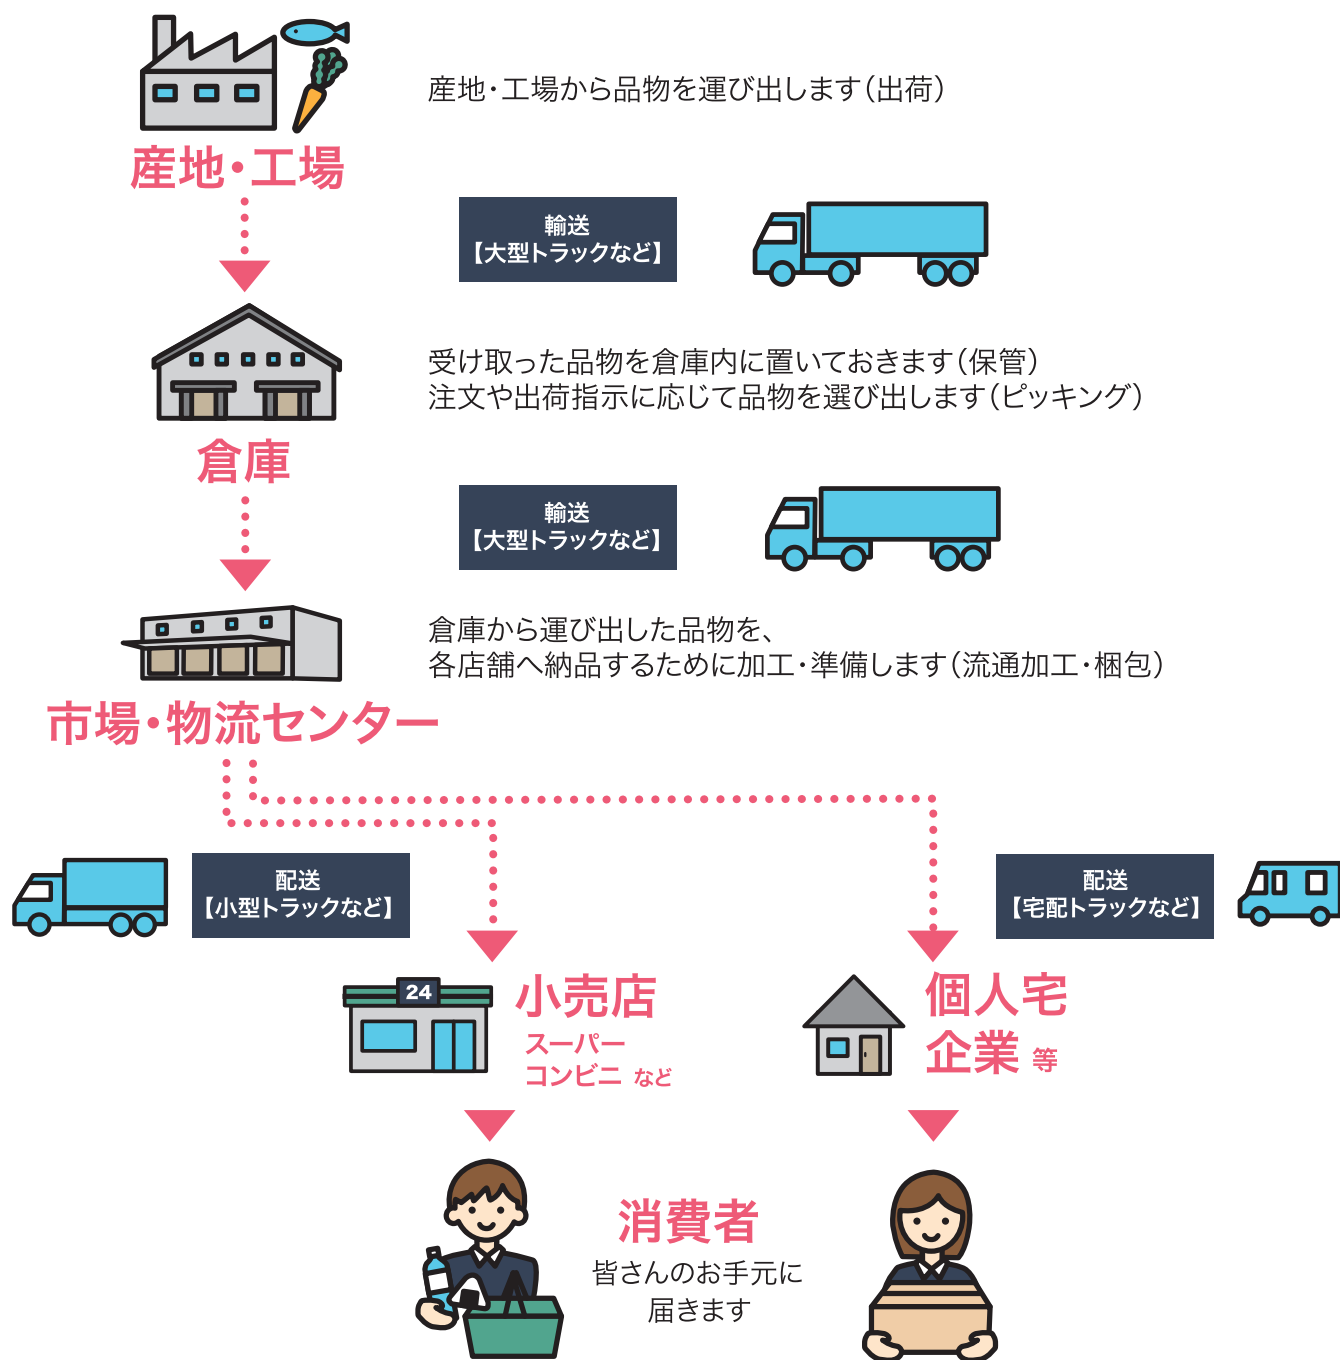 産地・工場から品物を運び出します（出荷）
産地・工場
輸送
【大型トラックなど】
受け取った品物を倉庫内に置いておきます（保管）
注文や出荷指示に応じて品物を選び出します（ピッキング）
倉庫
輸送
【大型トラックなど】
倉庫から運び出した品物を、
各店舗へ納品するために加工・準備します（流通加工・梱包）
市場・物流センター
配送
【小型トラックなど】
配送
【宅配トラックなど】
24
小売店
スーパー
コンビニ など
個人宅
企業 等
消費者
皆さんのお手元に
届きます